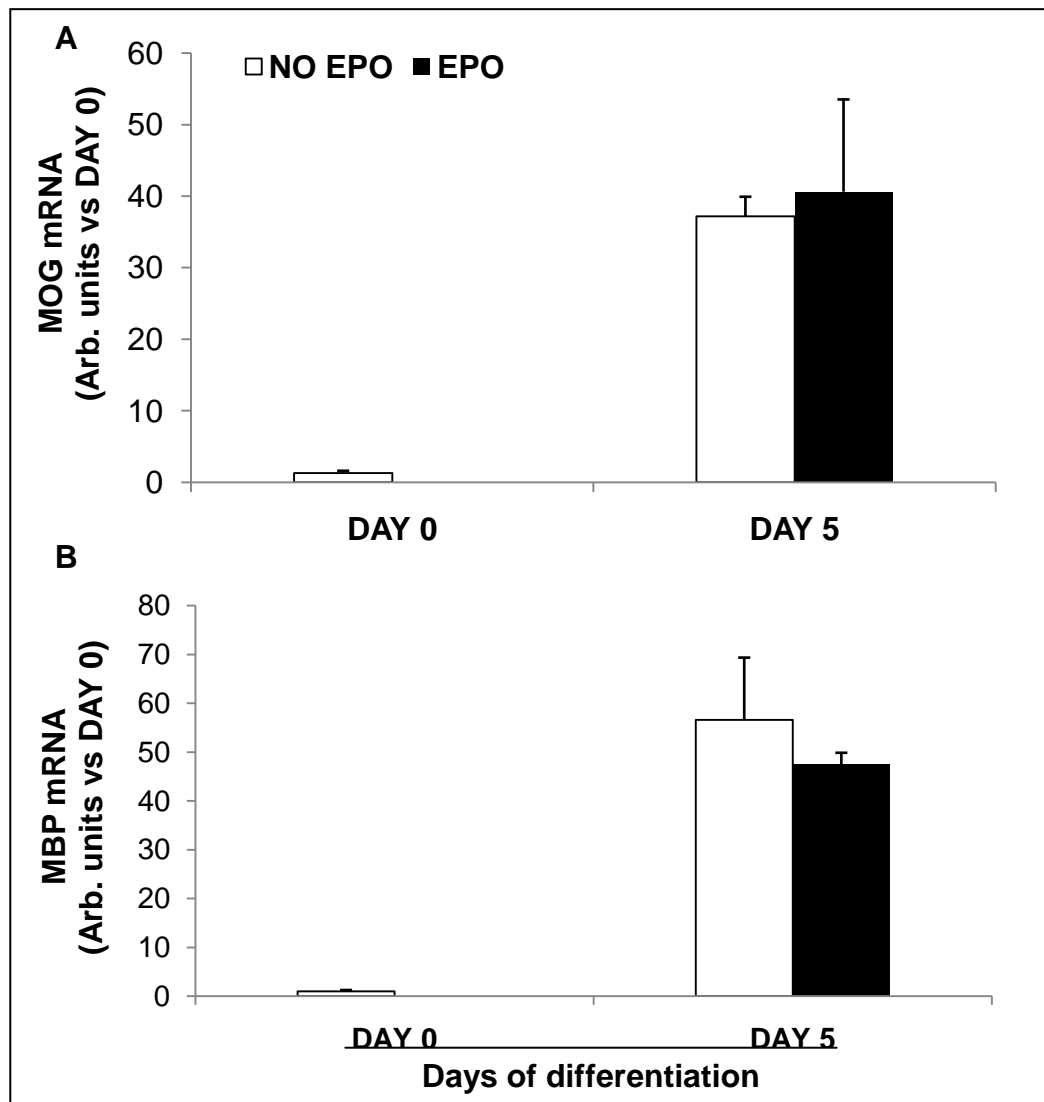 A
NO EPO EPO
MOG mRNA
(Arb. units vs DAY 0)
60
50
40
30
20
10
0
DAY 0 DAY 5
B
MBP mRNA
(Arb. units vs DAY 0)
80
70
60
50
40
30
20
10
0
DAY 0 DAY 5
Days of differentiation